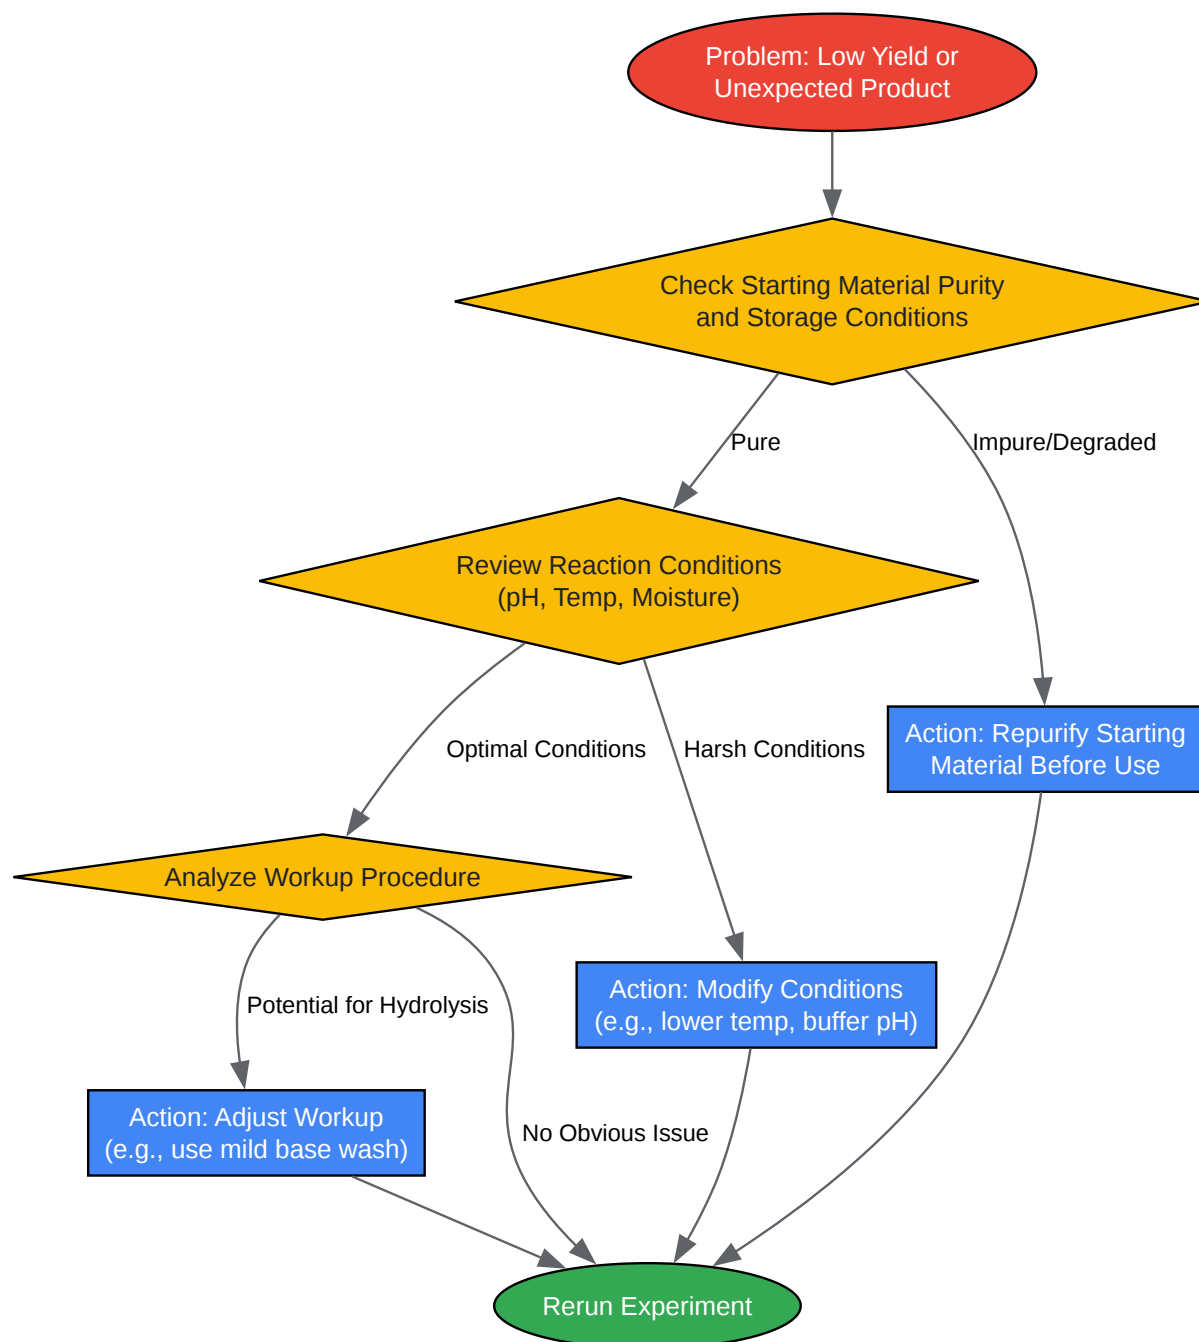 Problem: Low Yield or
Unexpected Product
Check Starting Material Purity
and Storage Conditions
Pure
Impure/Degraded
Review Reaction Conditions
(pH, Temp, Moisture)
Optimal Conditions
Harsh Conditions
Action: Repurify Starting
Material Before Use
Analyze Workup Procedure
Potential for Hydrolysis
Action: Modify Conditions
(e.g., lower temp, buffer pH)
Action: Adjust Workup
(e.g., use mild base wash)
No Obvious Issue
Rerun Experiment